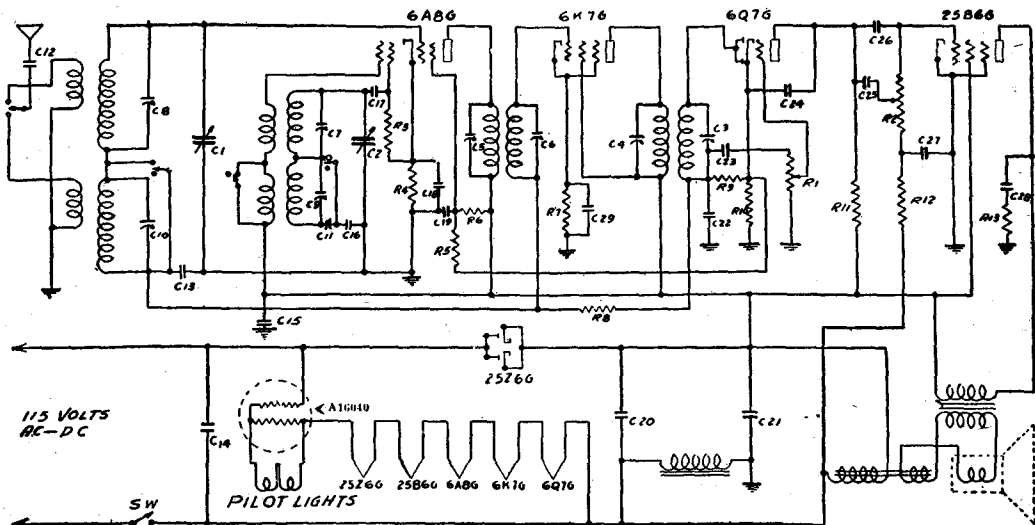 6A8G
6K7G
6Q7G
25B6G
C12
C8
C1
C7
C2
C17
R3
R4
C18
C5
C6
C4
C3
C23
C24
R1
C26
C25
R2
C27
C28
R13
C9
C11
C16
C10
C13
C19
R6
R5
R7
C29
R9
R10
C22
R11
R12
C15
R8
25Z6G
115 VOLTS
AC-DC
C14
A16040
C20
C21
25Z6G
25B6G
6A8G
6K7G
6Q7G
PILOT LIGHTS
SW